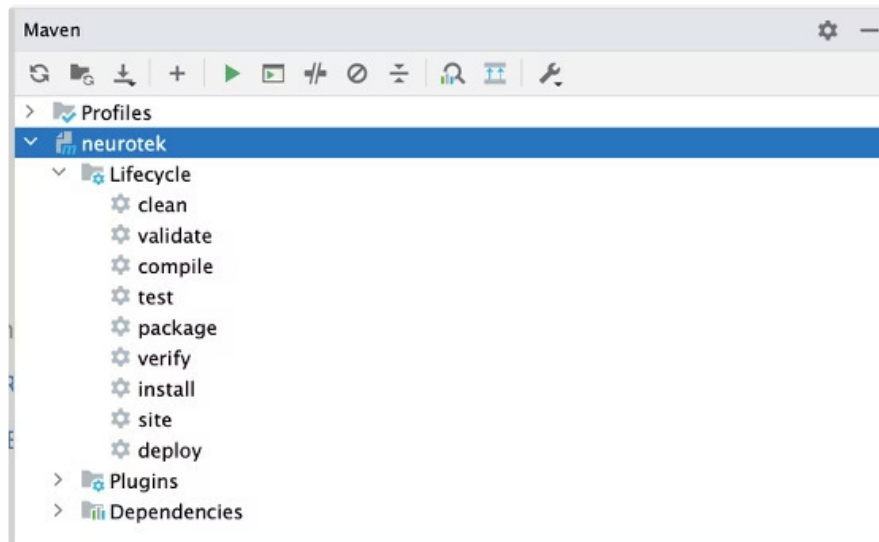 Maven
Profiles
neurotek
Lifecycle
clean
validate
compile
test
package
verify
install
site
deploy
Plugins
Dependencies